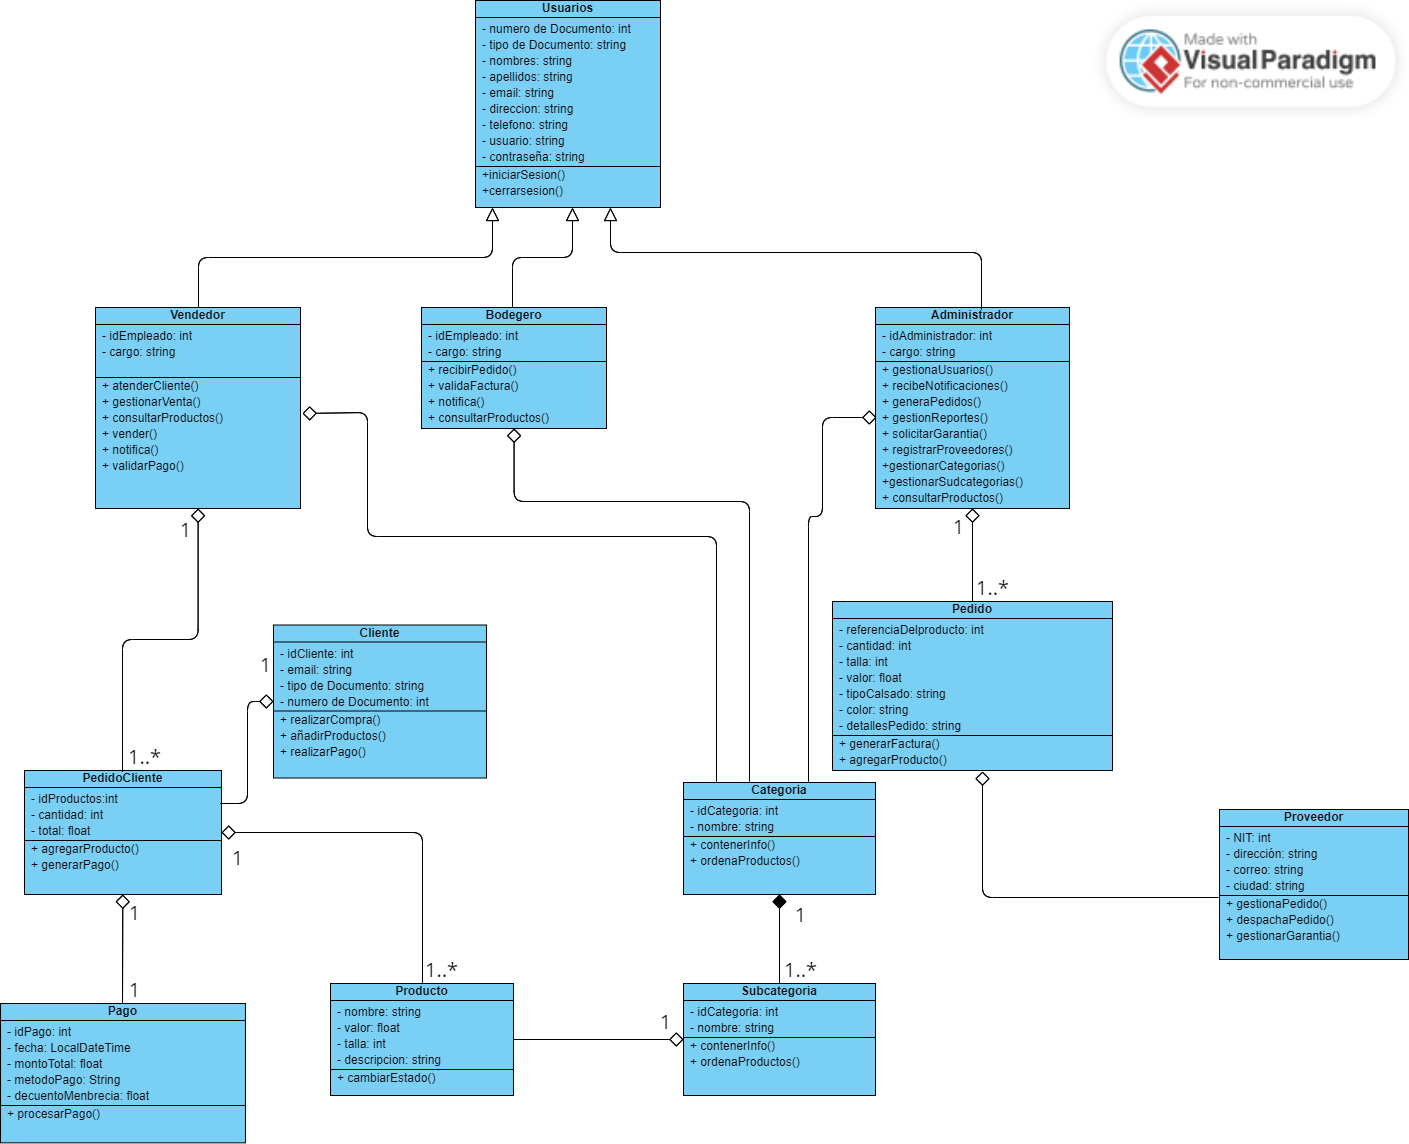 Usuarios
- numero de Documento: int
- tipo de Documento: string
- nombres: string
- apellidos: string
- email: string
- direccion: string
- telefono: string
- usuario: string
- contraseña: string
+iniciarSesion()
+cerrarsesion()
Made with
Visual Paradigm
For non-commercial use
Vendedor
- idEmpleado: int
- cargo: string
+ atenderCliente()
+ gestionarVenta()
+ consultarProductos()
+ vender()
+ notifica()
+ validarPago()
1
Bodegero
- idEmpleado: int
- cargo: string
+ recibirPedido()
+ validaFactura()
+ notifica()
+ consultarProductos()
Administrador
- idAdministrador: int
- cargo: string
+ gestionaUsuarios()
+ recibeNotificaciones()
+ generaPedidos()
+ gestionReportes()
+ solicitarGarantia()
+ registrarProveedores()
+gestionarCategorias()
+gestionarSudcategorias()
+ consultarProductos()
1
1..*
Pedido
- referenciaDelproducto: int
- cantidad: int
- talla: int
- valor: float
- tipoCalsado: string
- color: string
- detallesPedido: string
+ generarFactura()
+ agregarProducto()
Cliente
- idCliente: int
- email: string
- tipo de Documento: string
- numero de Documento: int
+ realizarCompra()
+ añadirProductos()
+ realizarPago()
1
1..*
PedidoCliente
- idProductos:int
- cantidad: int
- total: float
+ agregarProducto()
+ generarPago()
1
1
Categoria
- idCategoria: int
- nombre: string
+ contenerInfo()
+ ordenaProductos()
1
Proveedor
- NIT: int
- dirección: string
- correo: string
- ciudad: string
+ gestionaPedido()
+ despachaPedido()
+ gestionarGarantia()
1
Pago
- idPago: int
- fecha: LocalDateTime
- montoTotal: float
- metodoPago: String
- decuentoMenbrecia: float
+ procesarPago()
1..*
Producto
- nombre: string
- valor: float
- talla: int
- descripcion: string
+ cambiarEstado()
1
1..*
Subcategoria
- idCategoria: int
- nombre: string
+ contenerInfo()
+ ordenaProductos()